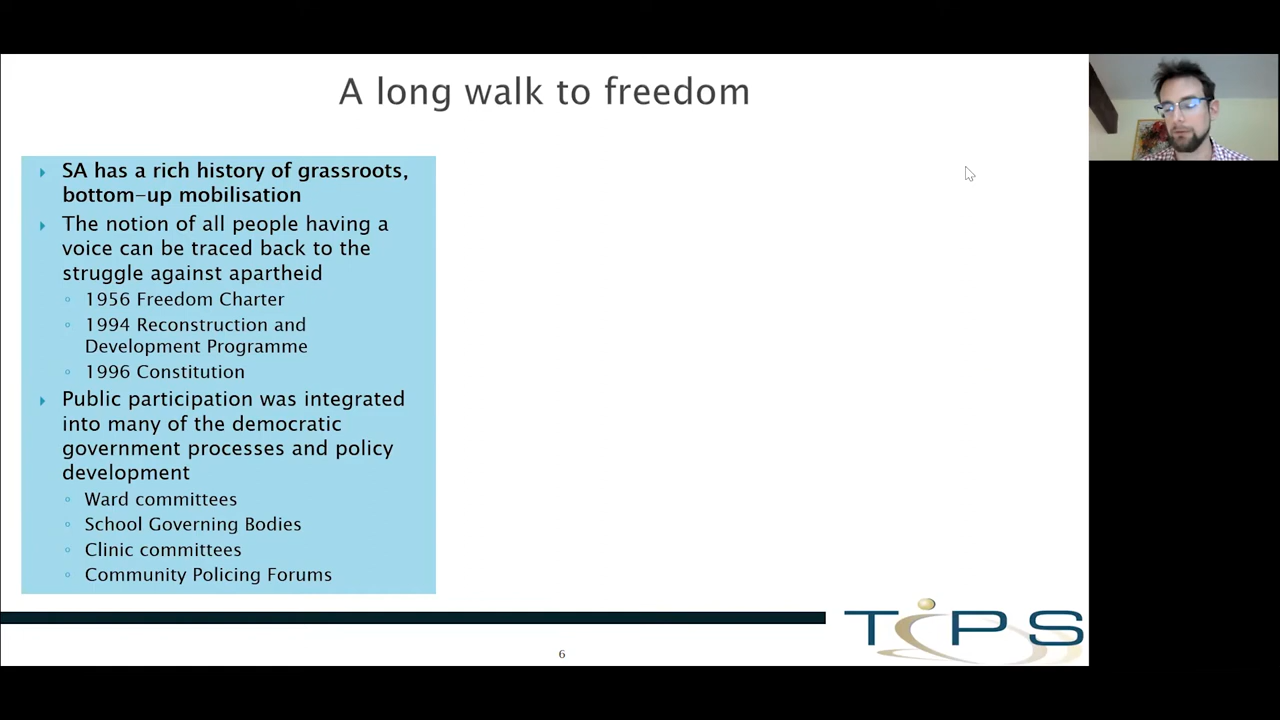 A long walk to freedom
SA has a rich history of grassroots,
bottom-up mobilisation
The notion of all people having a
voice can be traced back to the
struggle against apartheid
1956 Freedom Charter
1994 Reconstruction and
Development Programme
1996 Constitution
Public participation was integrated
into many of the democratic
government processes and policy
development
Ward committees
School Governing Bodies
Clinic committees
Community Policing Forums
TiPS
6